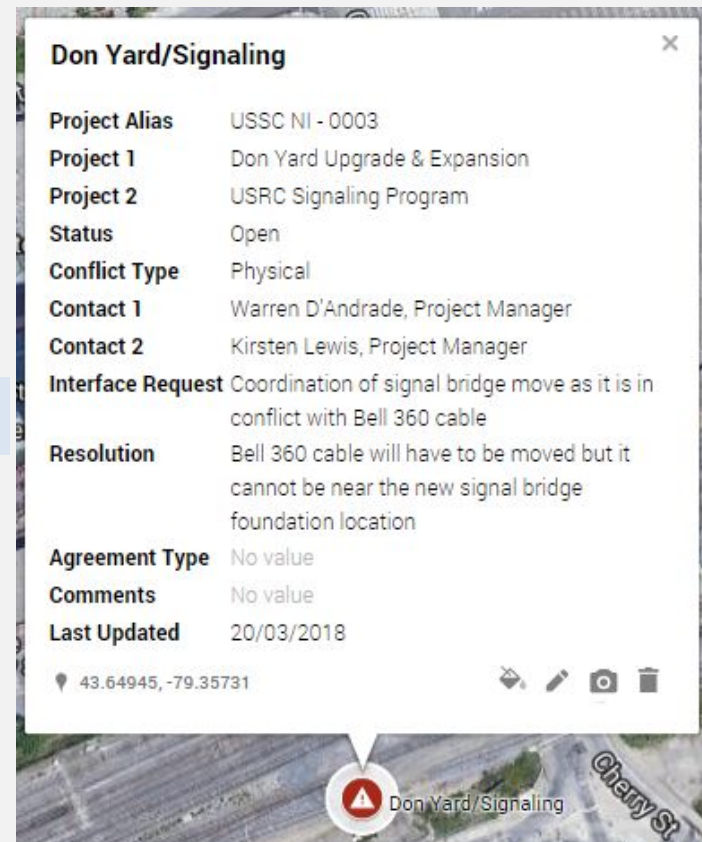 Don Yard/Signaling
Project Alias USSC NI - 0003
Project 1 Don Yard Upgrade & Expansion
Project 2 USRC Signaling Program
Status Open
Conflict Type Physical
Contact 1 Warren D'Andrade, Project Manager
Contact 2 Kirsten Lewis, Project Manager
Interface Request Coordination of signal bridge move as it is in
conflict with Bell 360 cable
Resolution Bell 360 cable will have to be moved but it
cannot be near the new signal bridge
foundation location
Agreement Type No value
Comments No value
Last Updated 20/03/2018
43.64945, -79.35731
Don Yard/Signaling
Cherry St